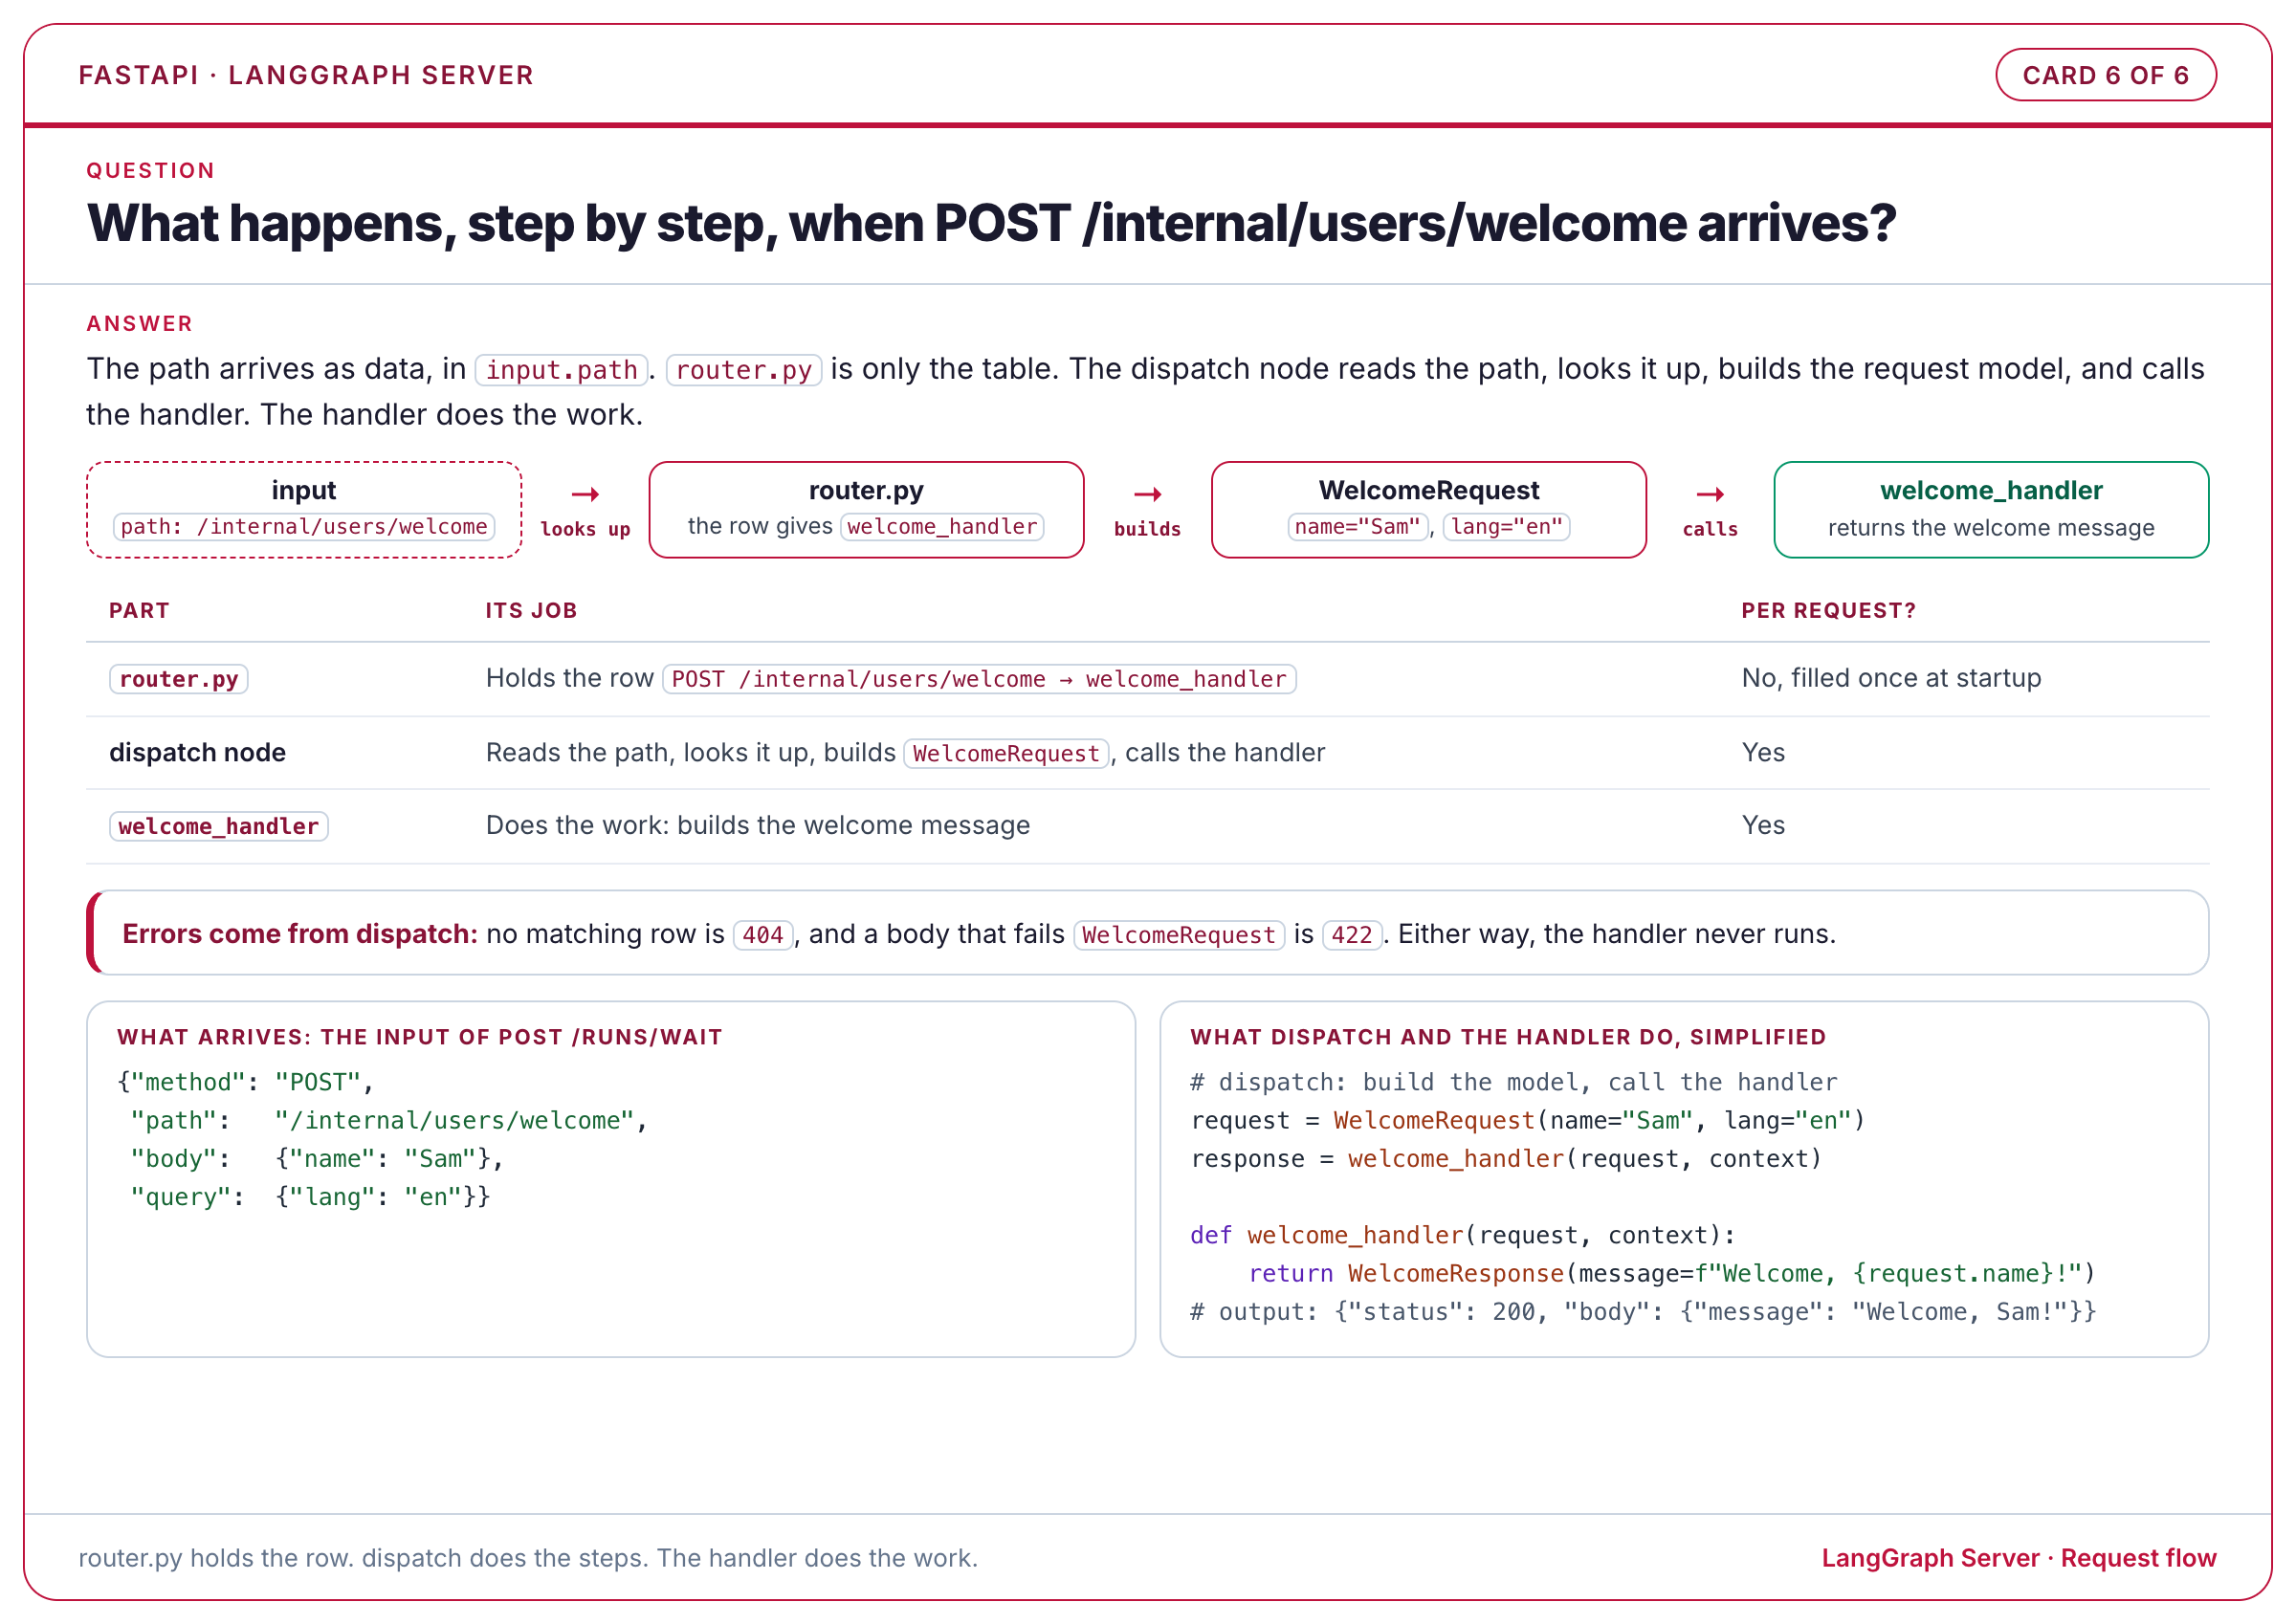 FASTAPI · LANGGRAPH SERVER
CARD 6 OF 6
QUESTION
What happens, step by step, when POST /internal/users/welcome arrives?
ANSWER
The path arrives as data, in input.path. router.py is only the table. The dispatch node reads the path, looks it up, builds the request model, and calls
the handler. The handler does the work.
input
path: /internal/users/welcome
→
looks up
router.py
the row gives welcome_handler
→
builds
WelcomeRequest
name="Sam", lang="en"
→
calls
welcome_handler
returns the welcome message
PART ITS JOB PER REQUEST?
router.py Holds the row POST /internal/users/welcome → welcome_handler No, filled once at startup
dispatch node Reads the path, looks it up, builds WelcomeRequest, calls the handler Yes
welcome_handler Does the work: builds the welcome message Yes
Errors come from dispatch: no matching row is 404, and a body that fails WelcomeRequest is 422. Either way, the handler never runs.
WHAT ARRIVES: THE INPUT OF POST /RUNS/WAIT
{"method": "POST",
 "path":   "/internal/users/welcome",
 "body":   {"name": "Sam"},
 "query":  {"lang": "en"}}
WHAT DISPATCH AND THE HANDLER DO, SIMPLIFIED
# dispatch: build the model, call the handler
request = WelcomeRequest(name="Sam", lang="en")
response = welcome_handler(request, context)
def welcome_handler(request, context):
    return WelcomeResponse(message=f"Welcome, {request.name}!")
# output: {"status": 200, "body": {"message": "Welcome, Sam!"}}
router.py holds the row. dispatch does the steps. The handler does the work.
LangGraph Server · Request flow